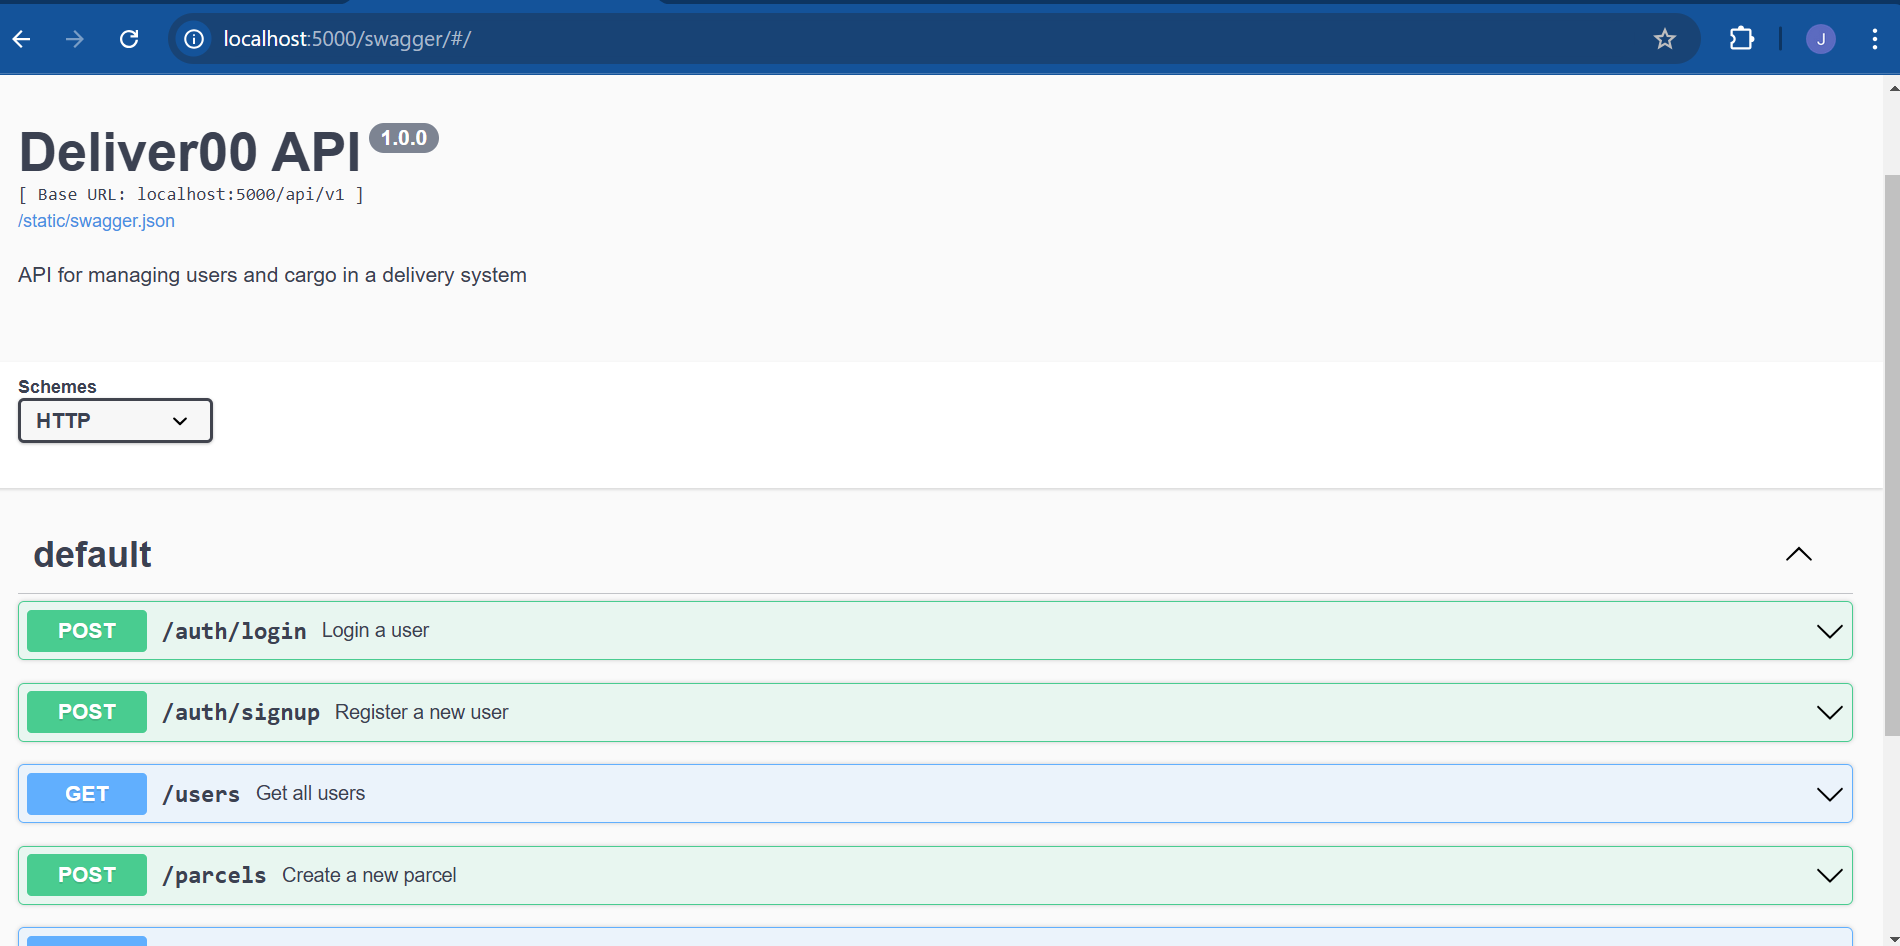 localhost:5000/swagger/#/
J
Deliver00 API 1.0.0
[ Base URL: localhost:5000/api/v1 ]
/static/swagger.json
API for managing users and cargo in a delivery system
Schemes
HTTP
default
POST /auth/login Login a user
POST /auth/signup Register a new user
GET /users Get all users
POST /parcels Create a new parcel